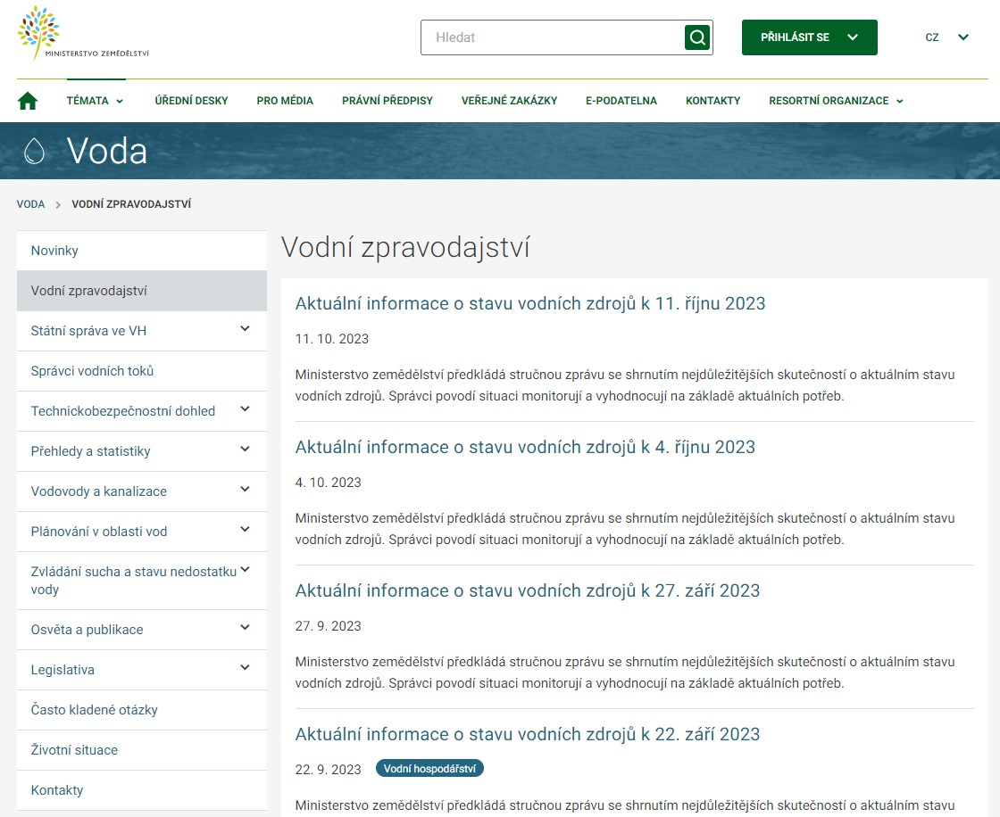 MINISTERSTVO ZEMĚDĚLSTVÍ
Hledat
PŘIHLÁSIT SE
CZ
TÉMATA
ÚŘEDNÍ DESKY
PRO MÉDIA
PRÁVNÍ PŘEDPISY
VEŘEJNÉ ZAKÁZKY
E-PODATELNA
KONTAKTY
RESORTNÍ ORGANIZACE
Voda
VODA
VODNÍ ZPRAVODAJSTVÍ
Novinky
Vodní zpravodajství
Státní správa ve VH
Správci vodních toků
Technickobezpečnostní dohled
Přehledy a statistiky
Vodovody a kanalizace
Plánování v oblasti vod
Zvládání sucha a stavu nedostatku
vody
Osvěta a publikace
Legislativa
Často kladené otázky
Životní situace
Kontakty
Vodní zpravodajství
Aktuální informace o stavu vodních zdrojů k 11. říjnu 2023
11. 10. 2023
Ministerstvo zemědělství předkládá stručnou zprávu se shrnutím nejdůležitějších skutečností o aktuálním stavu
vodních zdrojů. Správci povodí situaci monitorují a vyhodnocují na základě aktuálních potřeb.
Aktuální informace o stavu vodních zdrojů k 4. říjnu 2023
4. 10. 2023
Ministerstvo zemědělství předkládá stručnou zprávu se shrnutím nejdůležitějších skutečností o aktuálním stavu
vodních zdrojů. Správci povodí situaci monitorují a vyhodnocují na základě aktuálních potřeb.
Aktuální informace o stavu vodních zdrojů k 27. září 2023
27. 9. 2023
Ministerstvo zemědělství předkládá stručnou zprávu se shrnutím nejdůležitějších skutečností o aktuálním stavu
vodních zdrojů. Správci povodí situaci monitorují a vyhodnocují na základě aktuálních potřeb.
Aktuální informace o stavu vodních zdrojů k 22. září 2023
22. 9. 2023 Vodní hospodářství
Ministerstvo zemědělství předkládá stručnou zprávu se shrnutím nejdůležitějších skutečností o aktuálním stavu